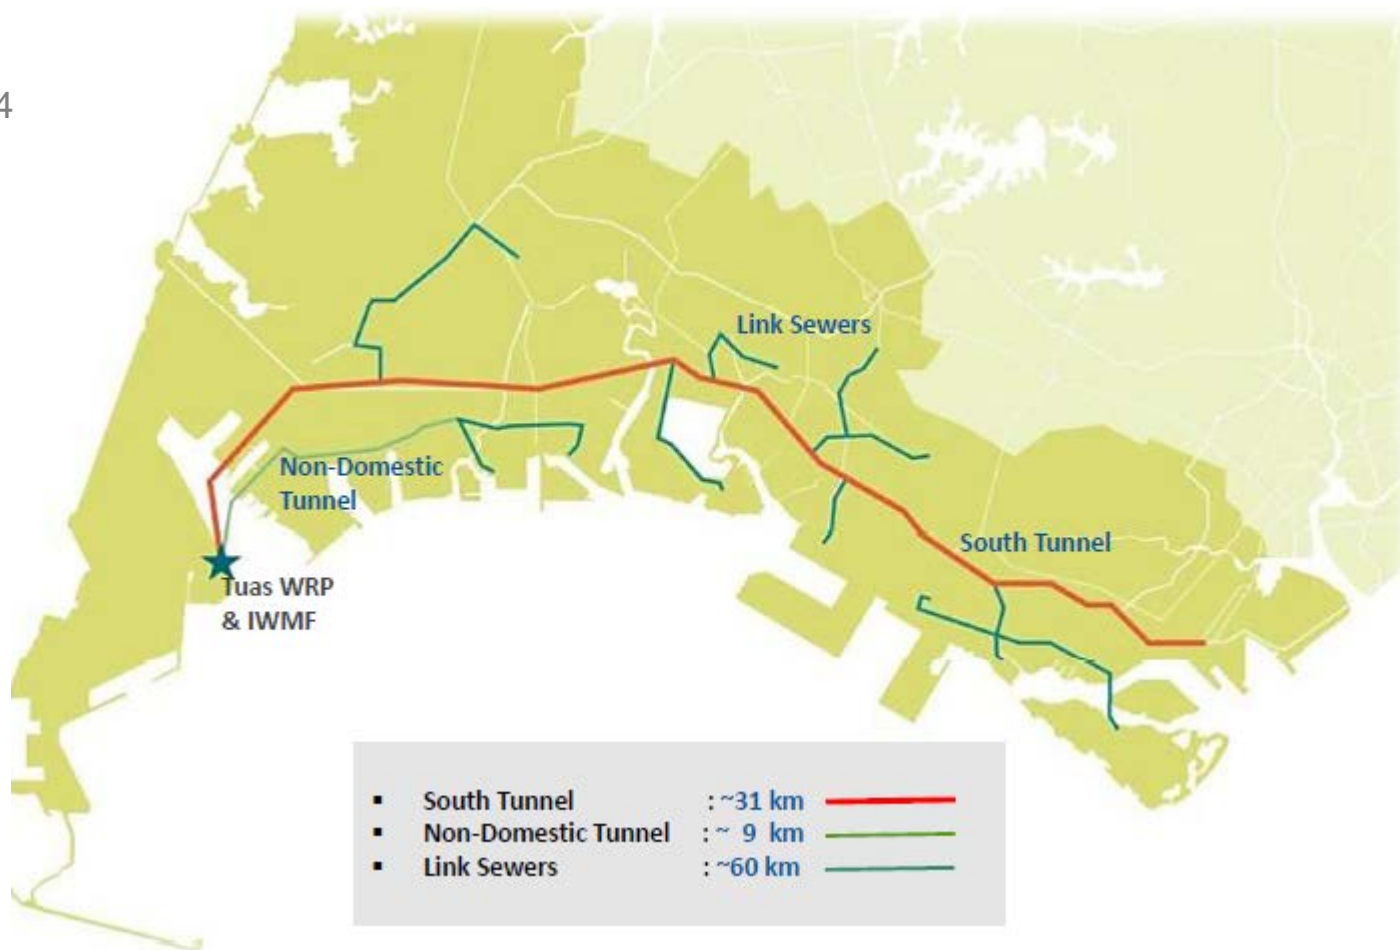 4
Link Sewers
Non-Domestic
Tunnel
South Tunnel
Tuas WRP
& IWMF
▪ South Tunnel : ~31 km
▪ Non-Domestic Tunnel : ~ 9 km
▪ Link Sewers : ~60 km